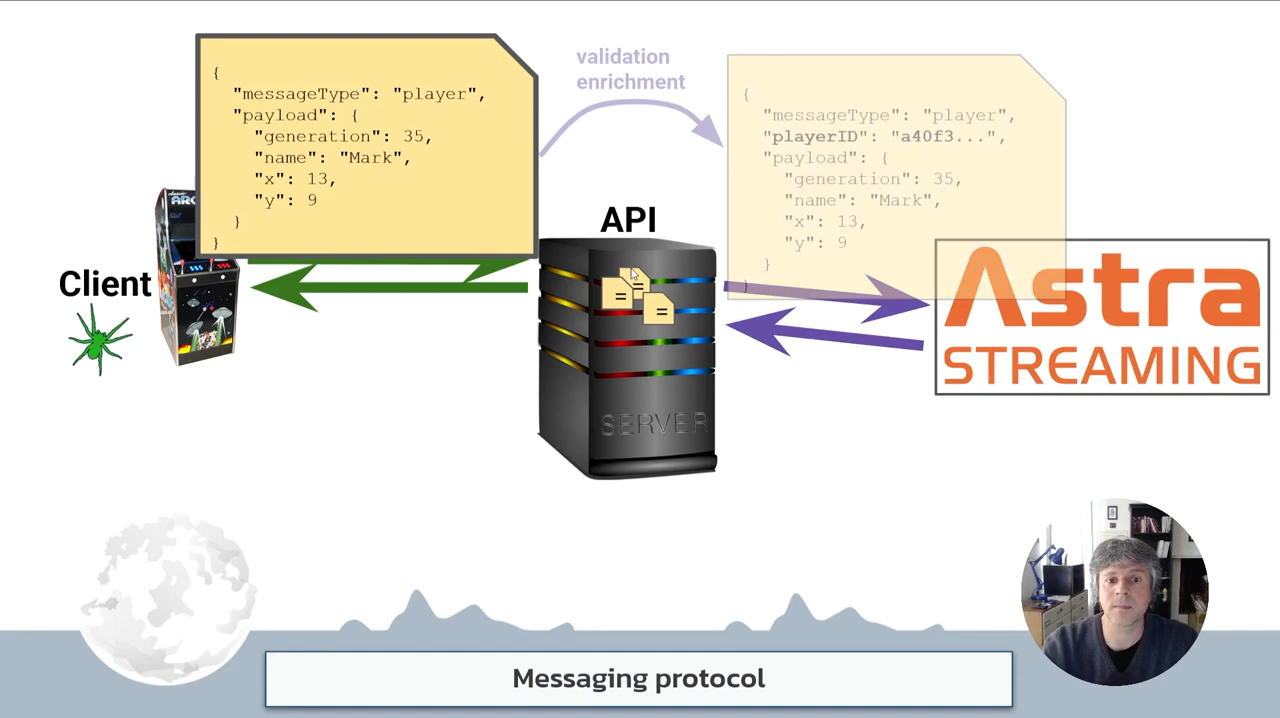 {
"messageType": "player",
"payload": {
"generation": 35,
"name": "Mark",
"x": 13,
"y": 9
}
}
validation
enrichment
{
"messageType": "player",
"playerID": "a40f3...",
"payload": {
"generation": 35,
"name": "Mark",
"x": 13,
"y": 9
}
}
API
Client
Astra
STREAMING
SERVER
Messaging protocol